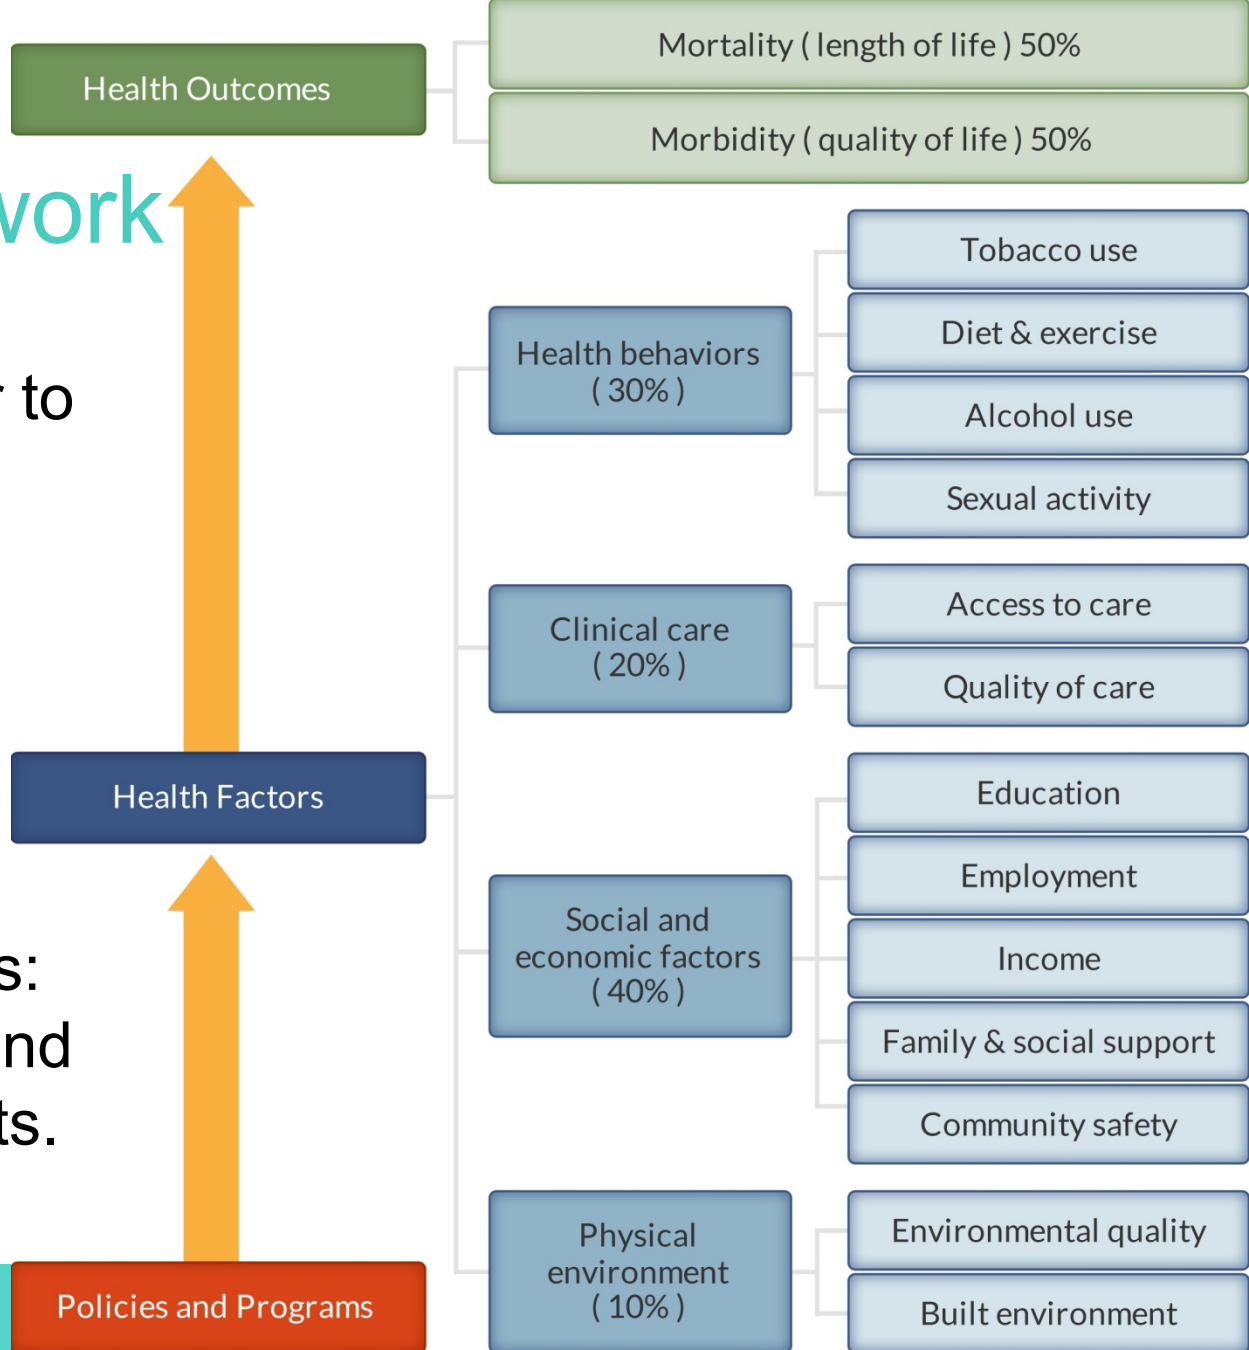 Mortality ( length of life ) 50%
Health Outcomes
Morbidity ( quality of life ) 50%
work
r to
s:
nd
ts.
Tobacco use
Health behaviors
( 30% )
Diet & exercise
Alcohol use
Sexual activity
Clinical care
( 20% )
Access to care
Quality of care
Health Factors
Education
Employment
Social and
economic factors
( 40% )
Income
Family & social support
Community safety
Physical
environment
( 10% )
Environmental quality
Built environment
Policies and Programs